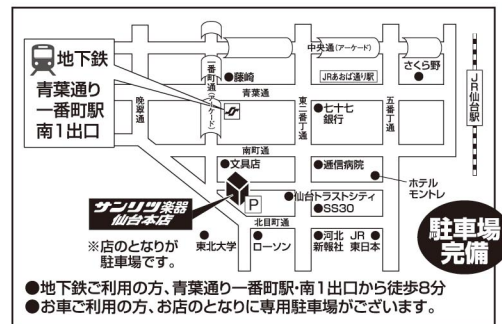 地下鉄
青葉通り
一番町駅
南1出口
一番町通(アーケード)
藤崎
中央通(アーケード)
JRあおば通り駅
さくら野
JR仙台駅
青葉通
晩翠通
東二番丁通
七十七
銀行
五番丁通
南町通
文具店
逓信病院
ホテル
モントレ
サンリツ楽器
仙台本店
P
仙台トラストシティ
SS30
北目町通
※店のとなりが
駐車場です。
東北大学
ローソン
河北
新報社
JR
東日本
駐車場
完備
●地下鉄ご利用の方、青葉通り一番町駅・南1出口から徒歩8分
●お車ご利用の方、お店のとなりに専用駐車場がございます。